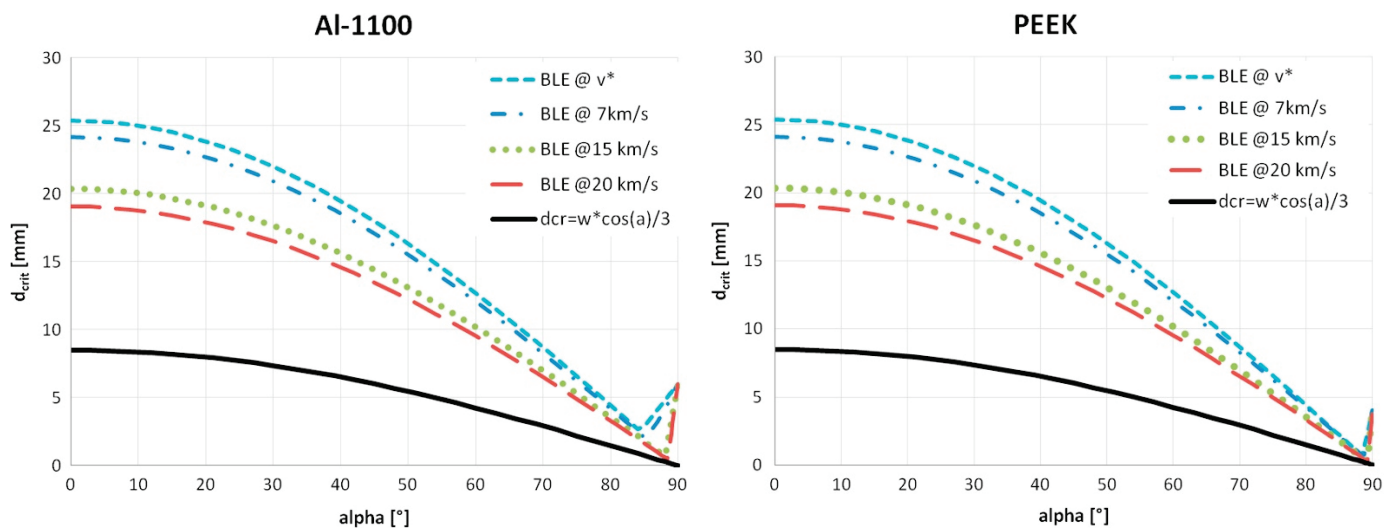 Al-1100
30
25
20
15
10
5
0
d_crit [mm]
BLE @ v*
BLE @ 7km/s
BLE @15 km/s
BLE @20 km/s
dcr=w*cos(a)/3
0 10 20 30 40 50 60 70 80 90
alpha [°]
PEEK
30
25
20
15
10
5
0
d_crit [mm]
BLE @ v*
BLE @ 7km/s
BLE @15 km/s
BLE @20 km/s
dcr=w*cos(a)/3
0 10 20 30 40 50 60 70 80 90
alpha [°]